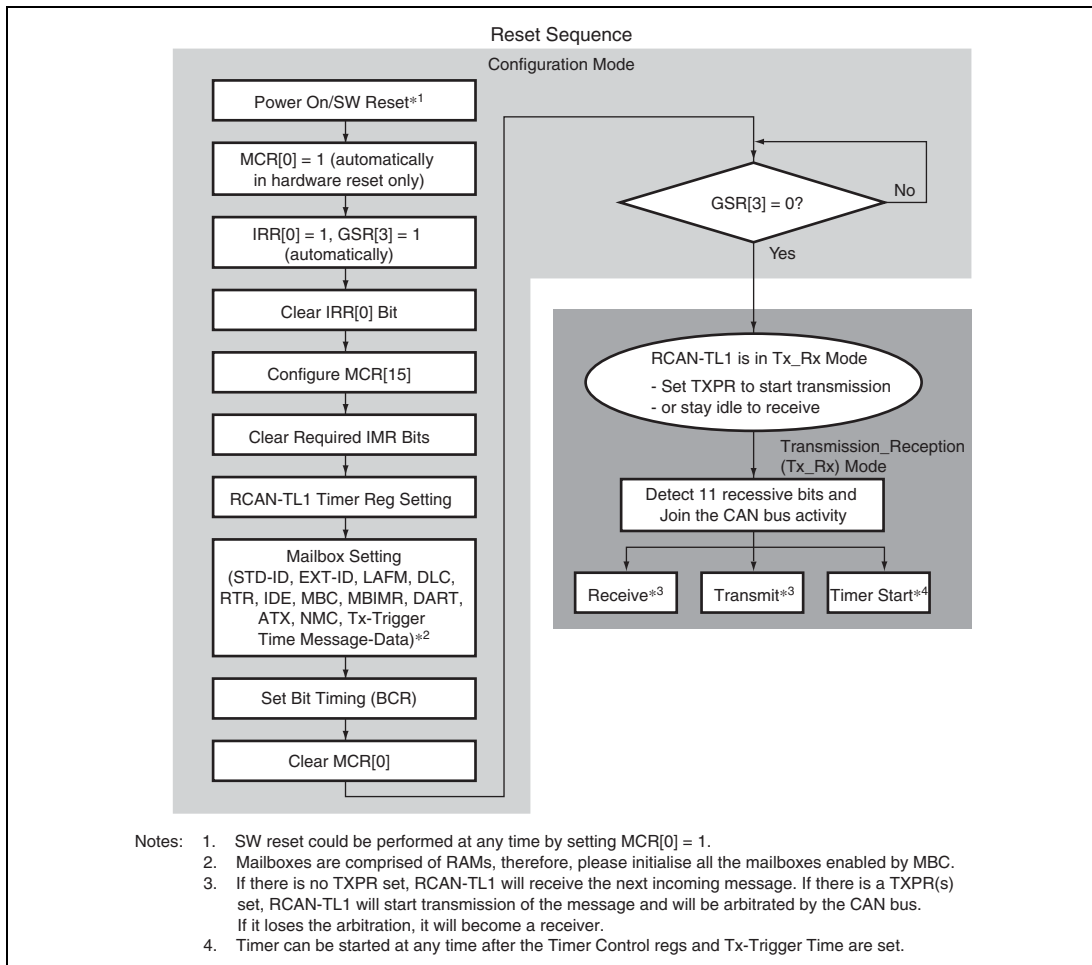 Reset Sequence
Configuration Mode
Power On/SW Reset*1
MCR[0] = 1 (automatically
in hardware reset only)
IRR[0] = 1, GSR[3] = 1
(automatically)
Clear IRR[0] Bit
Configure MCR[15]
Clear Required IMR Bits
RCAN-TL1 Timer Reg Setting
Mailbox Setting
(STD-ID, EXT-ID, LAFM, DLC,
RTR, IDE, MBC, MBIMR, DART,
ATX, NMC, Tx-Trigger
Time Message-Data)*2
Set Bit Timing (BCR)
Clear MCR[0]
GSR[3] = 0?
No
Yes
RCAN-TL1 is in Tx_Rx Mode
- Set TXPR to start transmission
- or stay idle to receive
Transmission_Reception
(Tx_Rx) Mode
Detect 11 recessive bits and
Join the CAN bus activity
Receive*3
Transmit*3
Timer Start*4
Notes: 1. SW reset could be performed at any time by setting MCR[0] = 1.
2. Mailboxes are comprised of RAMs, therefore, please initialise all the mailboxes enabled by MBC.
3. If there is no TXPR set, RCAN-TL1 will receive the next incoming message. If there is a TXPR(s)
set, RCAN-TL1 will start transmission of the message and will be arbitrated by the CAN bus.
If it loses the arbitration, it will become a receiver.
4. Timer can be started at any time after the Timer Control regs and Tx-Trigger Time are set.